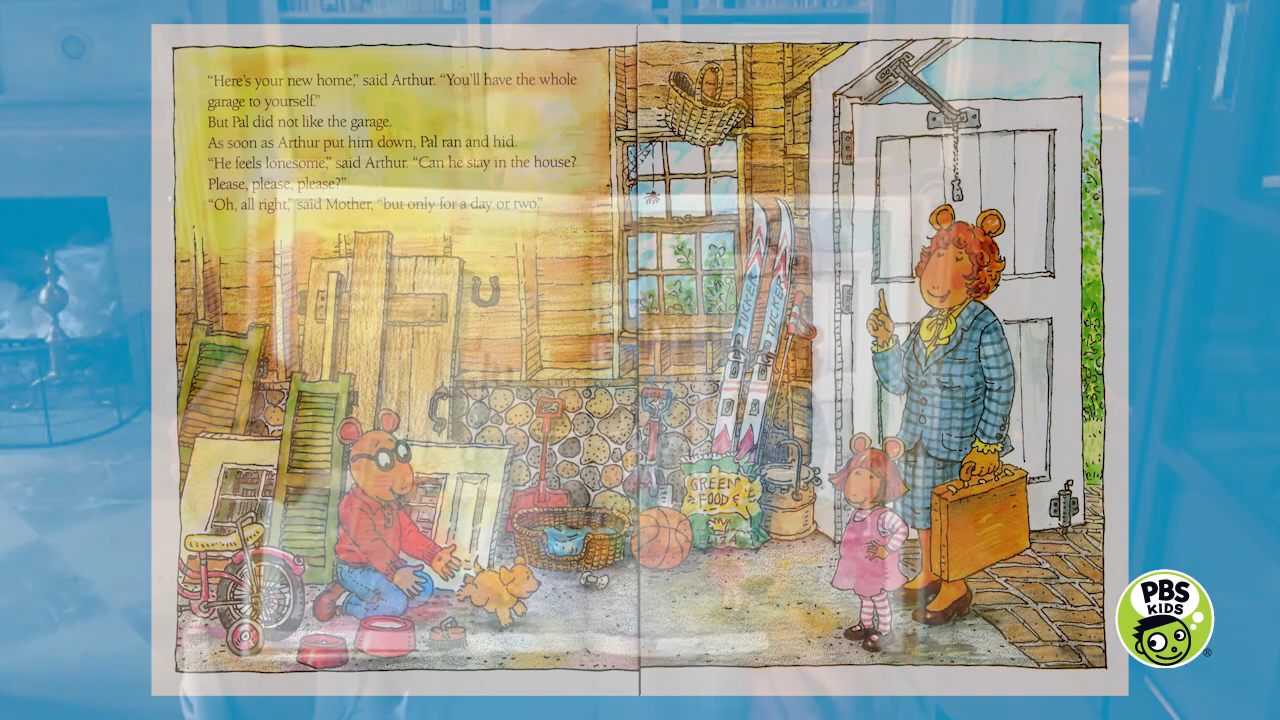 “Here’s your new home,” said Arthur. “You’ll have the whole
garage to yourself.”
But Pal did not like the garage.
As soon as Arthur put him down, Pal ran and hid.
“He feels lonesome,” said Arthur. “Can he stay in the house?
Please, please, please?”
“Oh, all right,” said Mother, “but only for a day or two.”
TUCKER
TUCKER
GREEN
FOOD
PBS
KIDS
®